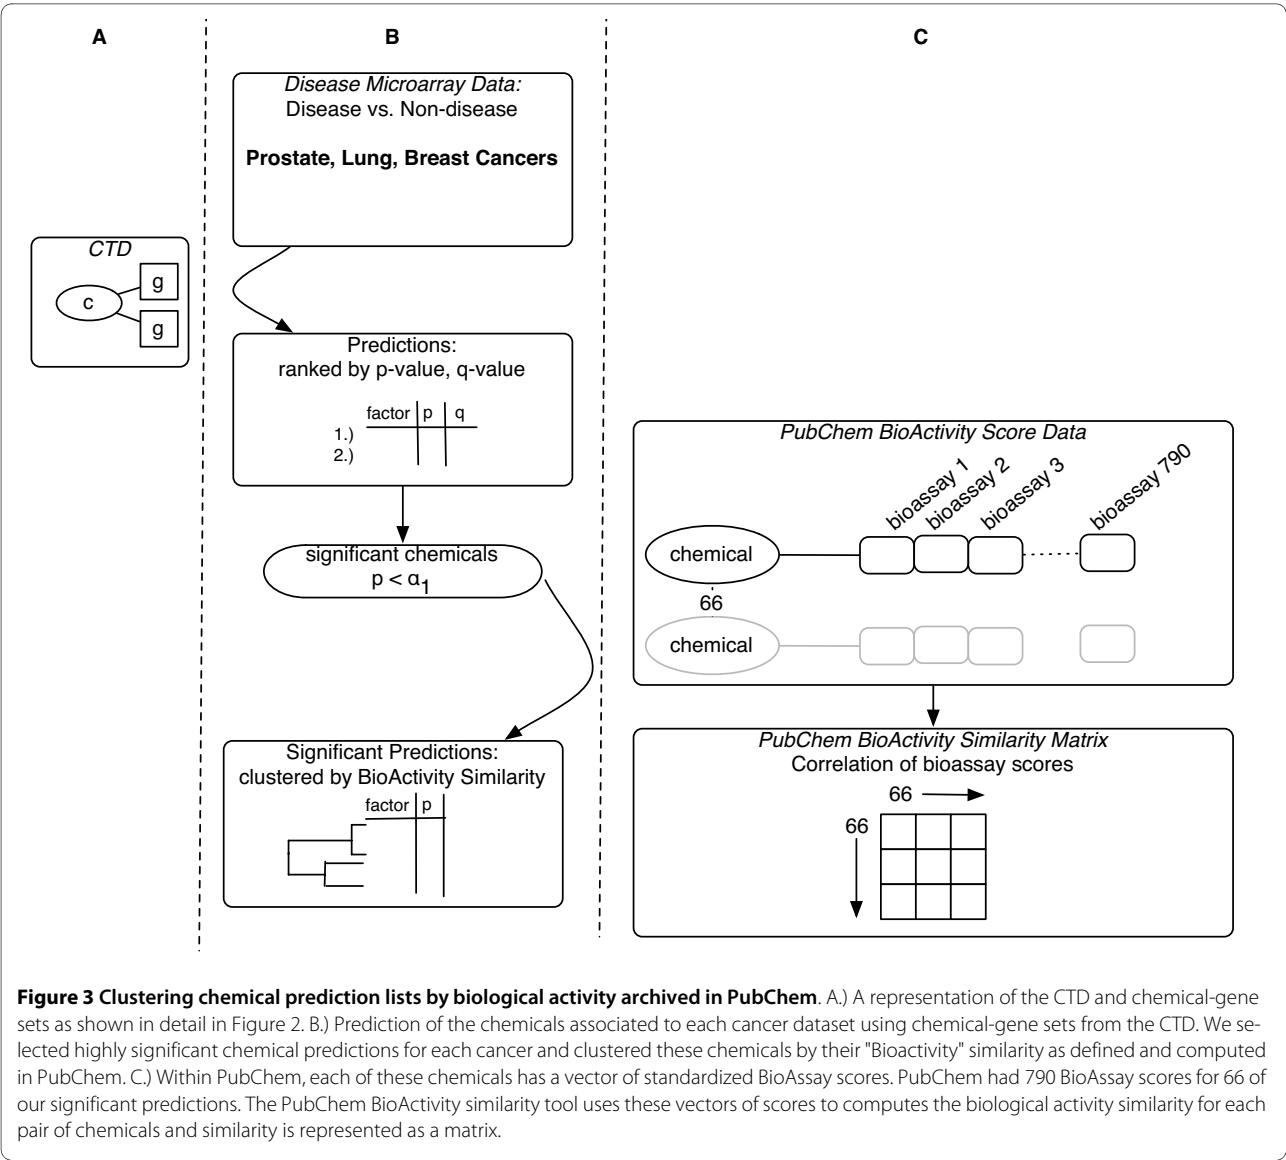 A
B
C
CTD
c
g
g
Disease Microarray Data:
Disease vs. Non-disease
Prostate, Lung, Breast Cancers
Predictions:
ranked by p-value, q-value
factor p q
1.)
2.)
significant chemicals
p < α1
Significant Predictions:
clustered by BioActivity Similarity
factor p
PubChem BioActivity Score Data
bioassay 1
bioassay 2
bioassay 3
bioassay 790
chemical
66
chemical
PubChem BioActivity Similarity Matrix
Correlation of bioassay scores
66
66
Figure 3 Clustering chemical prediction lists by biological activity archived in PubChem. A.) A representation of the CTD and chemical-gene
sets as shown in detail in Figure 2. B.) Prediction of the chemicals associated to each cancer dataset using chemical-gene sets from the CTD. We se-
lected highly significant chemical predictions for each cancer and clustered these chemicals by their "Bioactivity" similarity as defined and computed
in PubChem. C.) Within PubChem, each of these chemicals has a vector of standardized BioAssay scores. PubChem had 790 BioAssay scores for 66 of
our significant predictions. The PubChem BioActivity similarity tool uses these vectors of scores to computes the biological activity similarity for each
pair of chemicals and similarity is represented as a matrix.